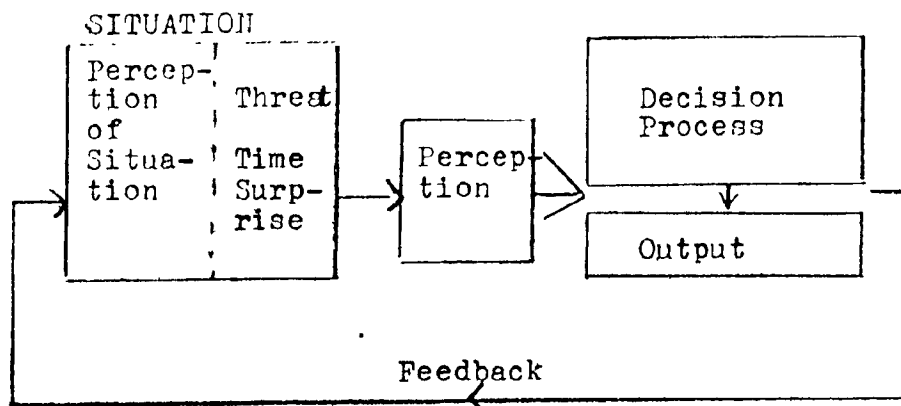 SITUATION
Percep-
tion
of
Situa-
tion
Threat
Time
Surp-
rise
Percep-
tion
Decision
Process
Output
Feedback